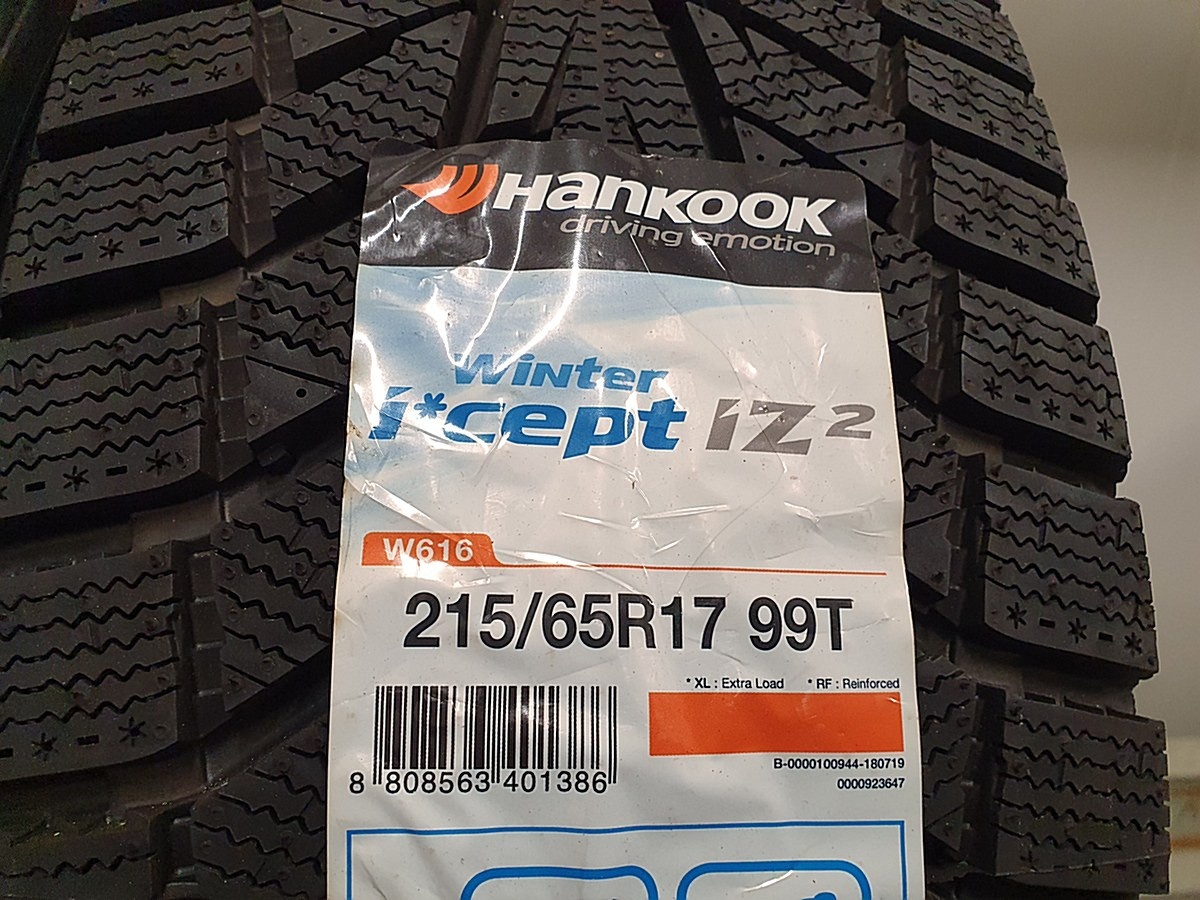 Hankook
driving emotion
Winter
i*cept iZ²
W616
215/65R17 99T
* XL : Extra Load * RF : Reinforced
B-0000100944-180719
0000923647
8 808563 401386